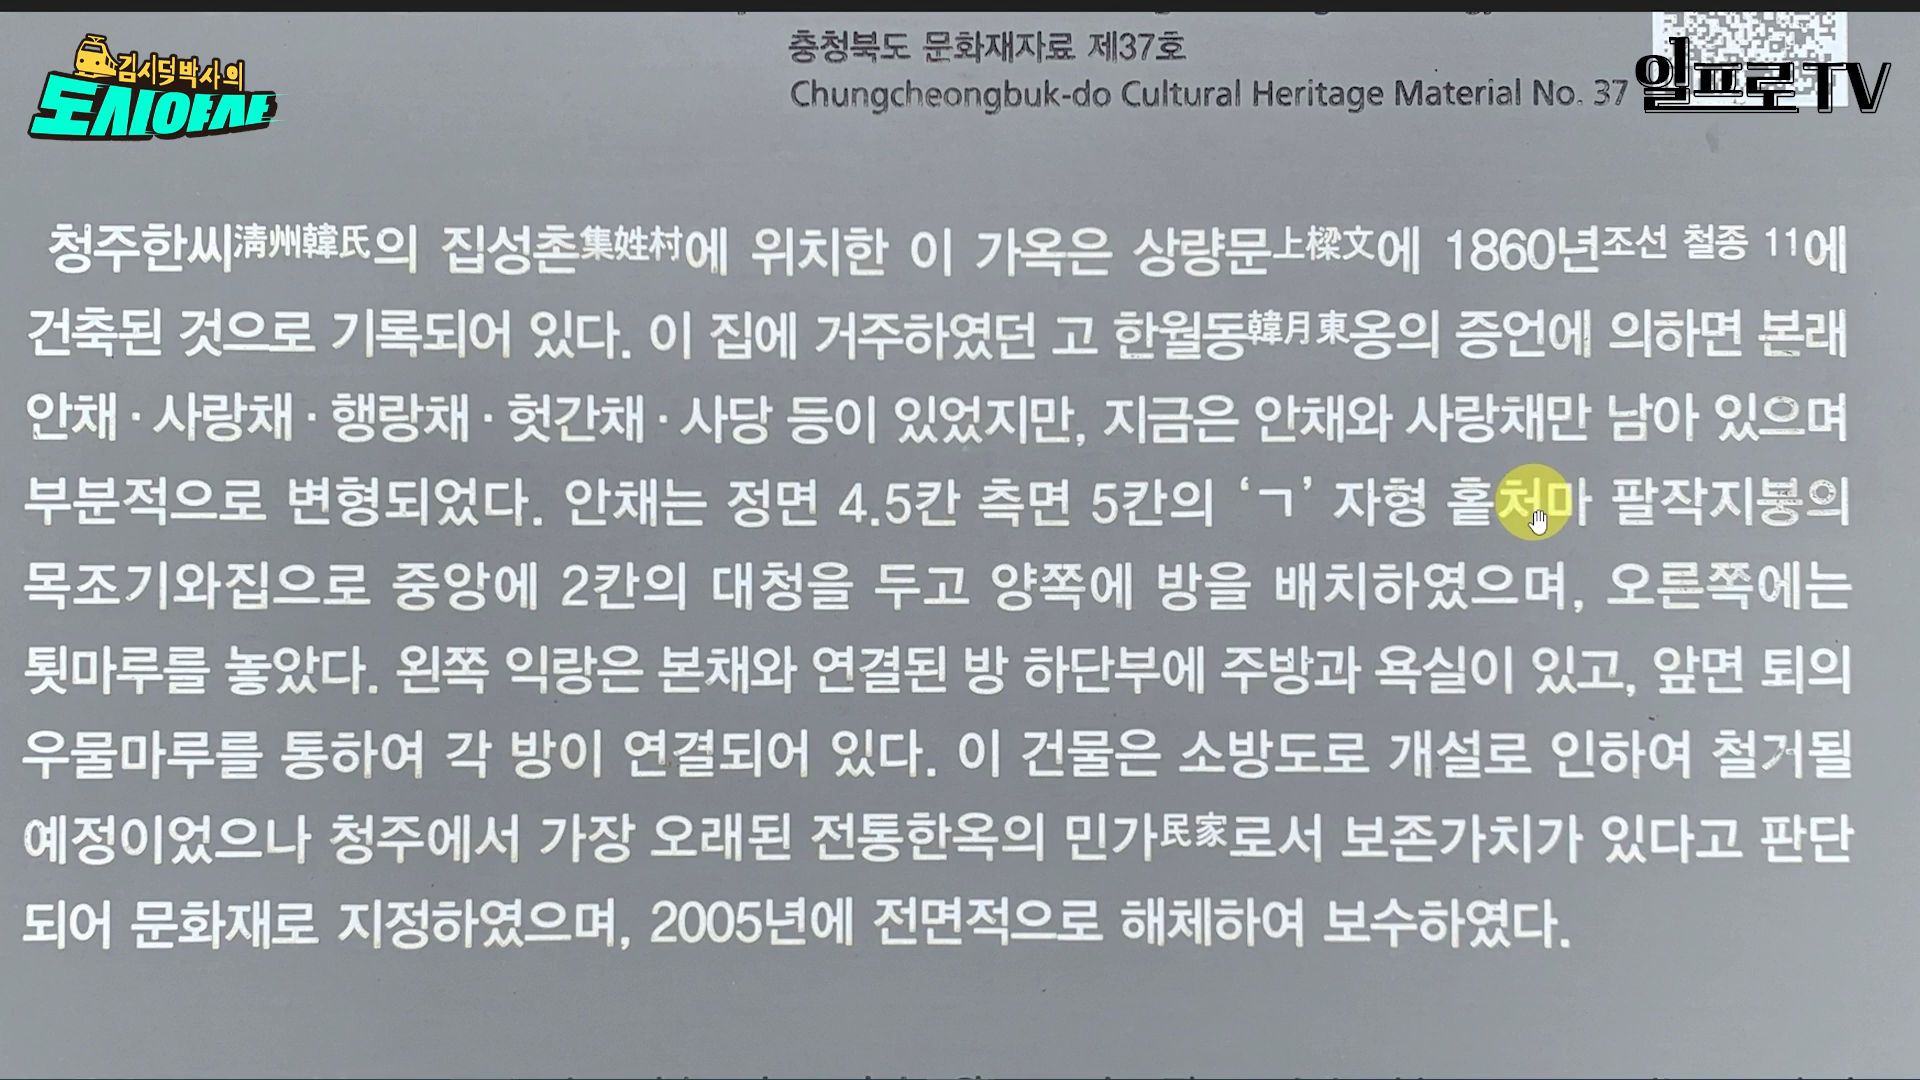 충청북도 문화재자료 제37호
Chungcheongbuk-do Cultural Heritage Material No. 37
김시덕박사의
도시야사
일프로TV
청주한씨淸州韓氏의 집성촌集姓村에 위치한 이 가옥은 상량문上樑文에 1860년조선 철종 11에
건축된 것으로 기록되어 있다. 이 집에 거주하였던 고 한월동韓月東옹의 증언에 의하면 본래
안채·사랑채·행랑채·헛간채·사당 등이 있었지만, 지금은 안채와 사랑채만 남아 있으며
부분적으로 변형되었다. 안채는 정면 4.5칸 측면 5칸의 ‘ㄱ’ 자형 홑처마 팔작지붕의
목조기와집으로 중앙에 2칸의 대청을 두고 양쪽에 방을 배치하였으며, 오른쪽에는
툇마루를 놓았다. 왼쪽 익랑은 본채와 연결된 방 하단부에 주방과 욕실이 있고, 앞면 퇴의
우물마루를 통하여 각 방이 연결되어 있다. 이 건물은 소방도로 개설로 인하여 철거될
예정이었으나 청주에서 가장 오래된 전통한옥의 민가民家로서 보존가치가 있다고 판단
되어 문화재로 지정하였으며, 2005년에 전면적으로 해체하여 보수하였다.